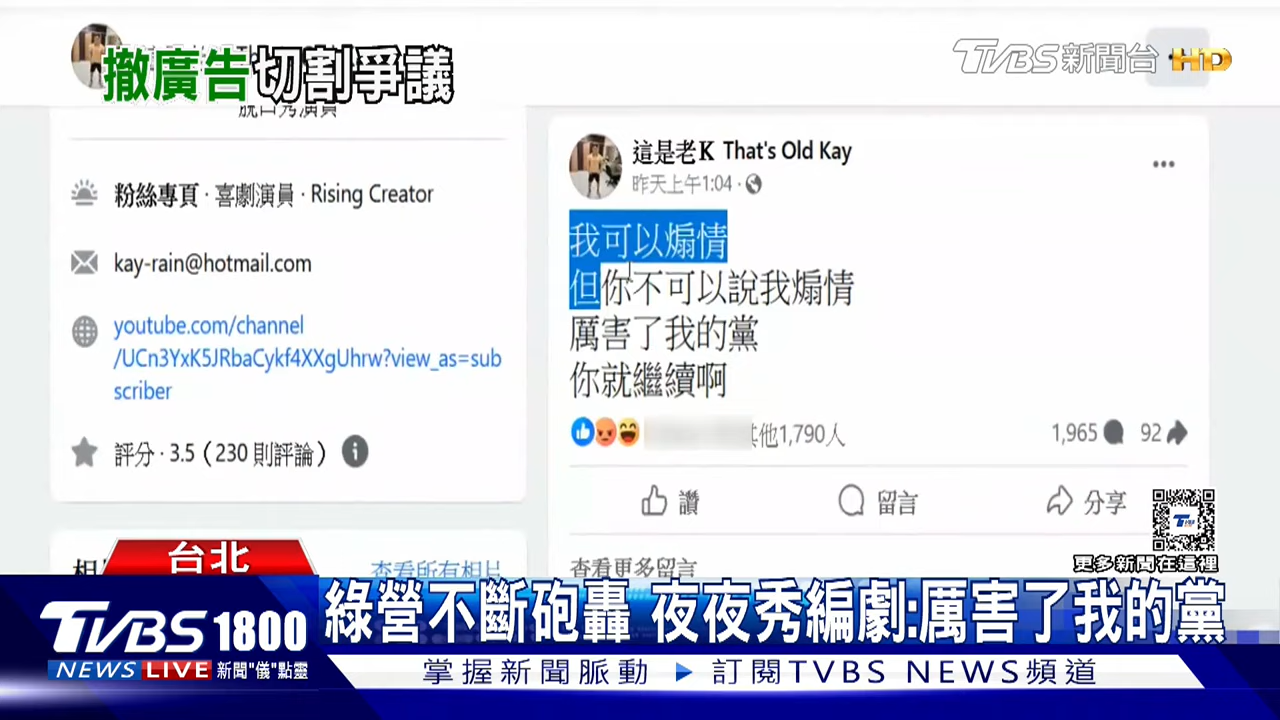 撤廣告切割爭議
TVBS新聞台 HD
脫口秀演員
粉絲專頁 · 喜劇演員 · Rising Creator
kay-rain@hotmail.com
youtube.com/channel
/UCn3YxK5JRbaCykf4XXgUhrw?view_as=sub
scriber
評分 · 3.5（230 則評論）
相片
查看所有相片
這是老K That's Old Kay
昨天上午1:04
我可以煽情
但你不可以說我煽情
厲害了我的黨
你就繼續啊
其他1,790人
1,965
92
讚
留言
分享
查看更多留言
更多新聞在這裡
台北
TVBS 1800
NEWS LIVE 新聞"儀"點靈
綠營不斷砲轟 夜夜秀編劇:厲害了我的黨
掌握新聞脈動 ▶ 訂閱TVBS NEWS頻道